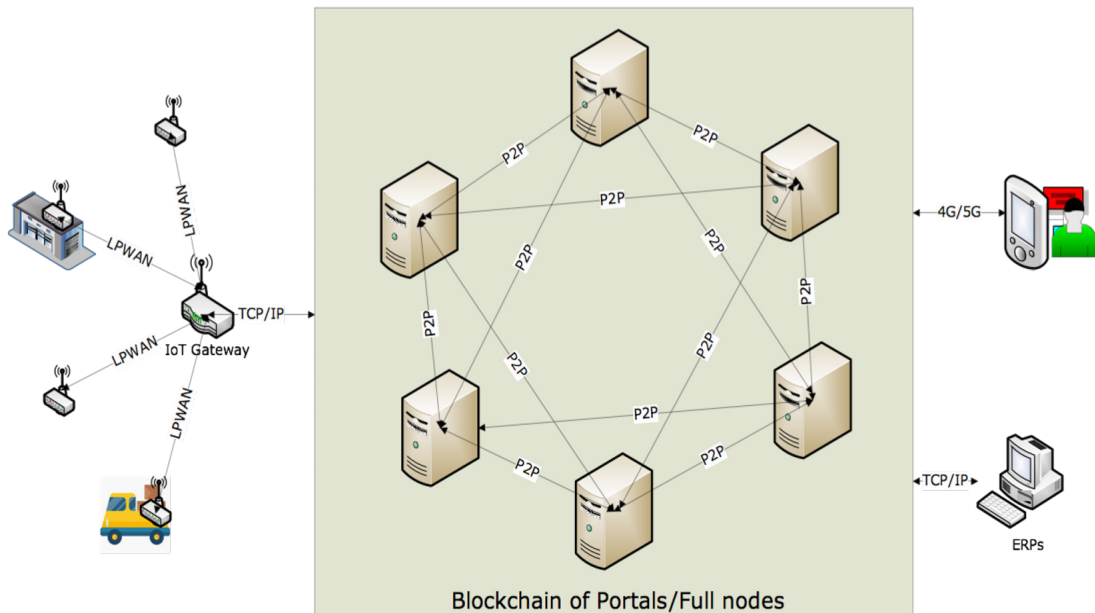 P2P
P2P
LPWAN
P2P
4G/5G
P2P
LPWAN
P2P
P2P
TCP/IP
P2P
P2P
IoT Gateway
LPWAN
P2P
LPWAN
P2P
P2P
P2P
TCP/IP
ERPs
Blockchain of Portals/Full nodes